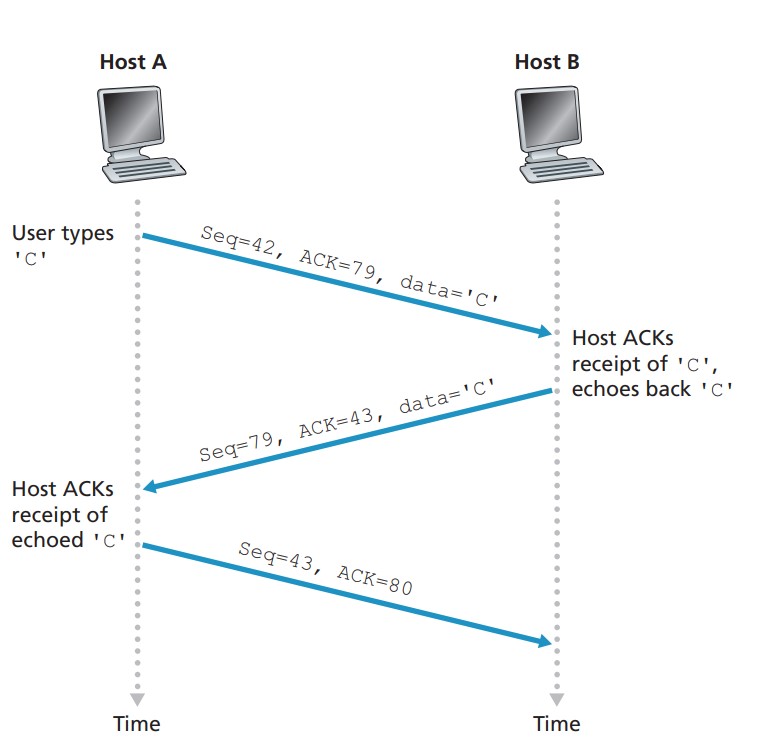 Host A
Host B
User types
'C'
Seq=42, ACK=79, data='C'
Host ACKs
receipt of 'C',
echoes back 'C'
Seq=79, ACK=43, data='C'
Host ACKs
receipt of
echoed 'C'
Seq=43, ACK=80
Time
Time